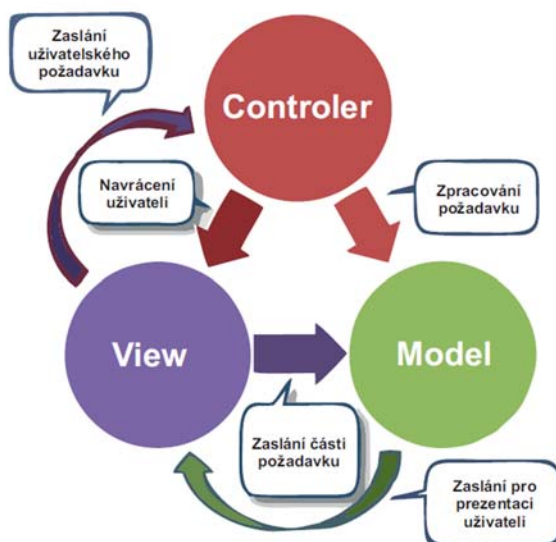 Zaslání
uživatelského
požadavku
Controler
Navrácení
uživateli
Zpracování
požadavku
View
Model
Zaslání části
požadavku
Zaslání pro
prezentaci
uživateli